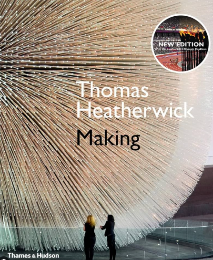 NEW EDITION
Thomas
Heatherwick
Making
Thames & Hudson